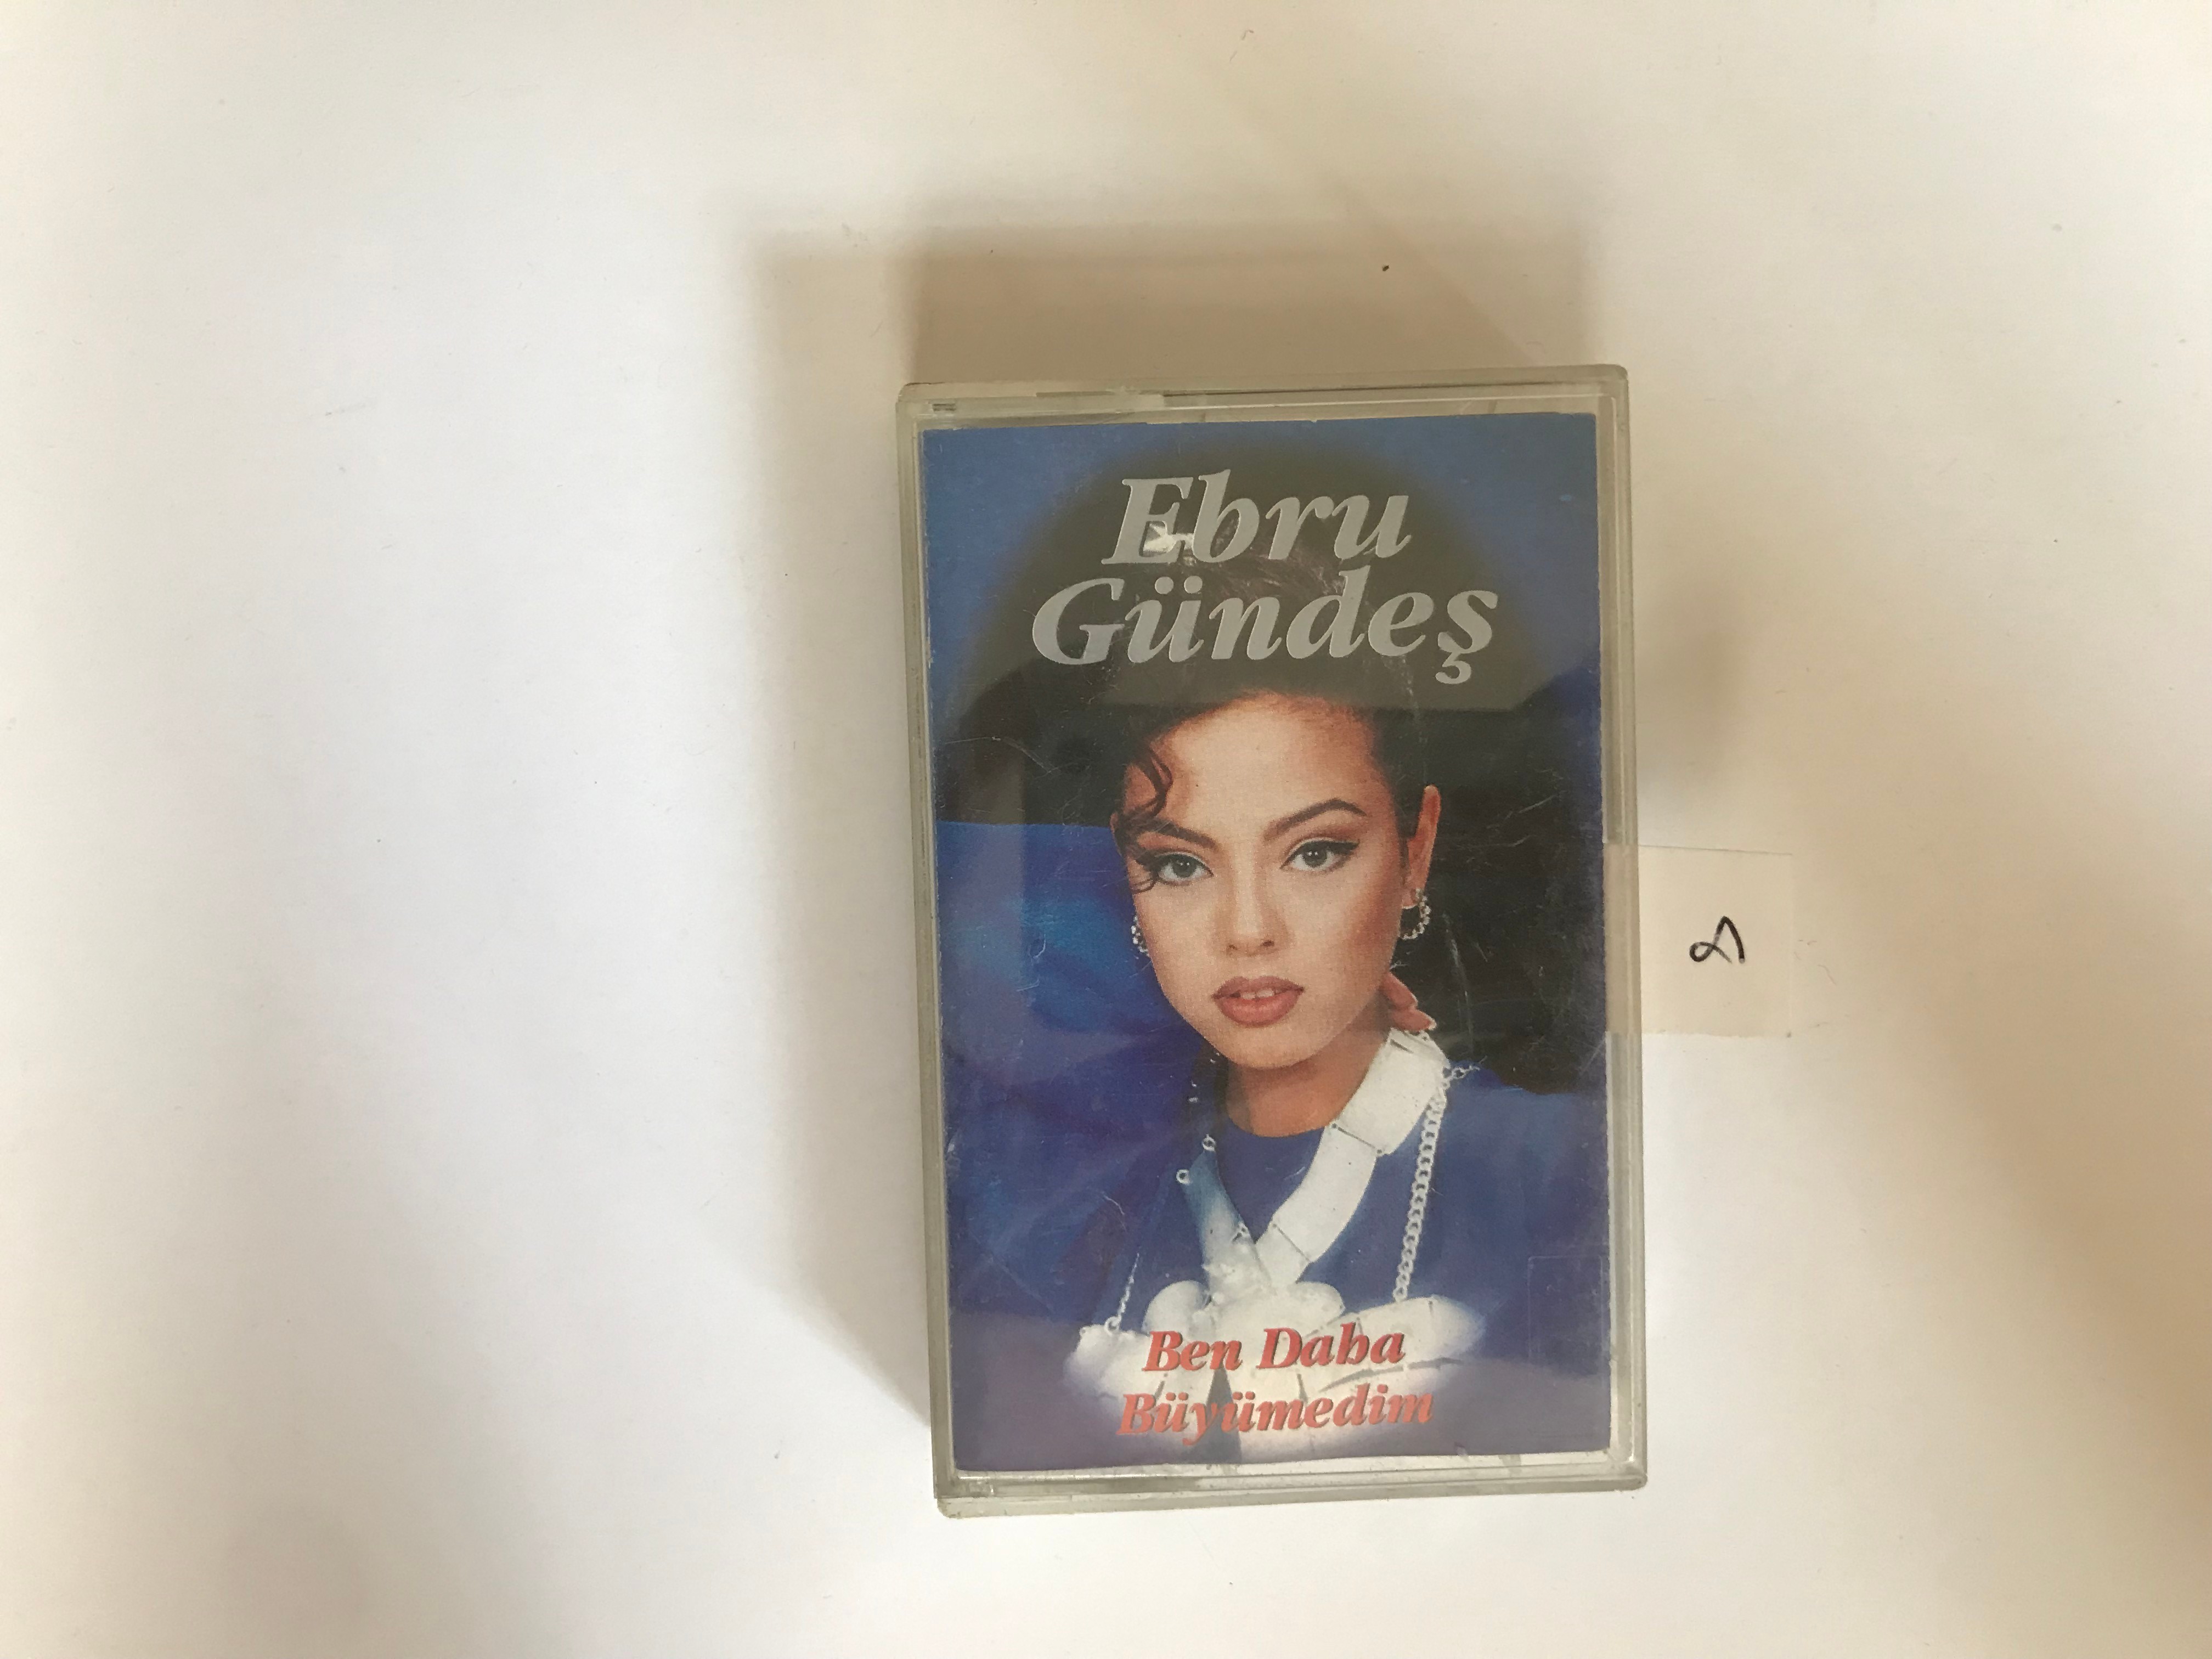 Ebru
Gündeş
Ben Daha
Büyümedim